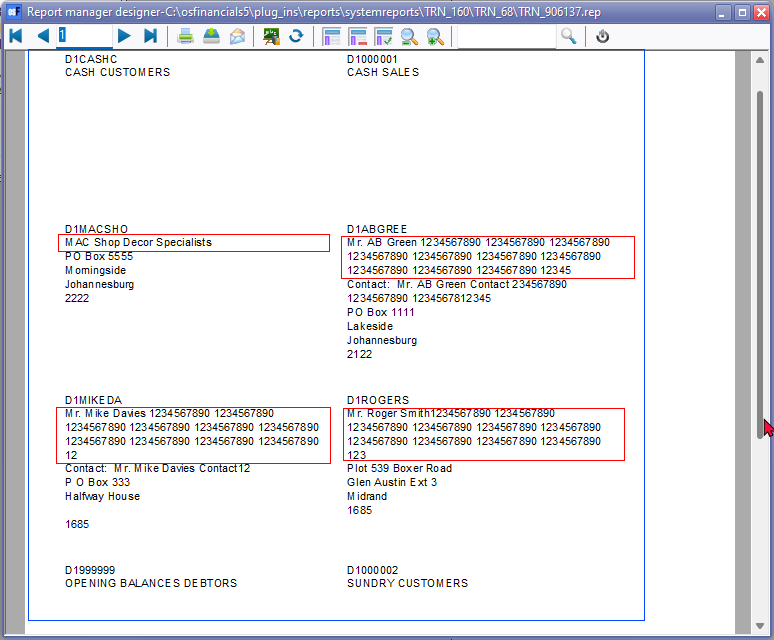 Report manager designer-C:\osfinancials5\plug_ins\reports\systemreports\TRN_160\TRN_68\TRN_906137.rep
1
D1CASHC
CASH CUSTOMERS
D1000001
CASH SALES
D1MACSHO
MAC Shop Decor Specialists
PO Box 5555
Morningside
Johannesburg
2222
D1ABGREE
Mr. AB Green 1234567890 1234567890 1234567890
1234567890 1234567890 1234567890 1234567890
1234567890 1234567890 1234567890 12345
Contact: Mr. AB Green Contact 234567890
1234567890 1234567812345
PO Box 1111
Lakeside
Johannesburg
2122
D1MIKEDA
Mr. Mike Davies 1234567890 1234567890
1234567890 1234567890 1234567890 1234567890
1234567890 1234567890 1234567890 1234567890
12
Contact: Mr. Mike Davies Contact12
P O Box 333
Halfway House
1685
D1ROGERS
Mr. Roger Smith1234567890 1234567890
1234567890 1234567890 1234567890 1234567890
1234567890 1234567890 1234567890 1234567890
123
Plot 539 Boxer Road
Glen Austin Ext 3
Midrand
1685
D1999999
OPENING BALANCES DEBTORS
D1000002
SUNDRY CUSTOMERS